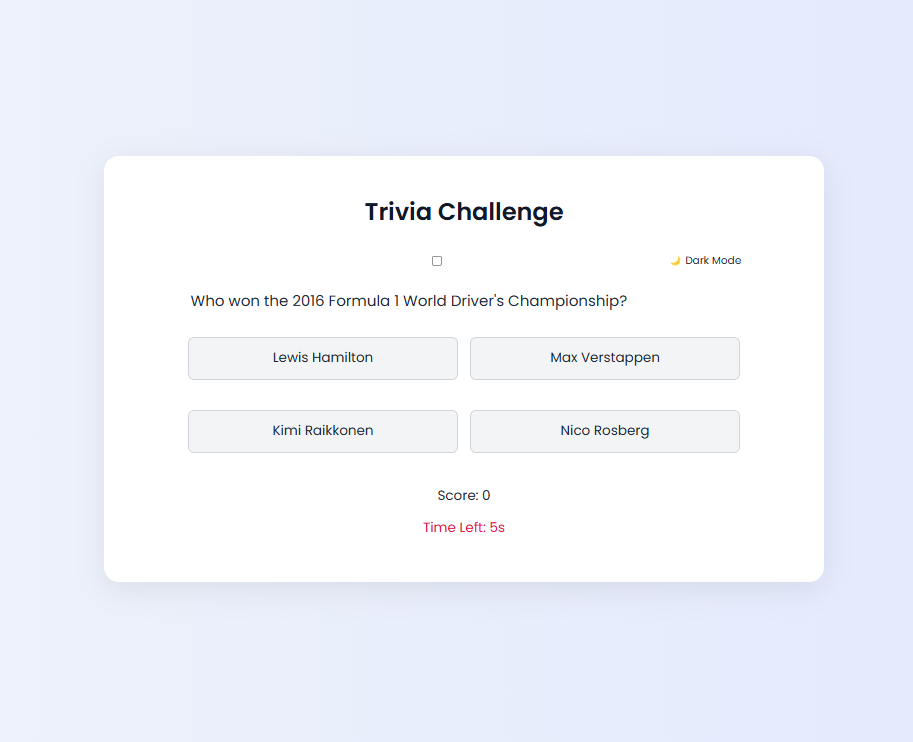 Trivia Challenge
🌙 Dark Mode
Who won the 2016 Formula 1 World Driver's Championship?
Lewis Hamilton
Max Verstappen
Kimi Raikkonen
Nico Rosberg
Score: 0
Time Left: 5s